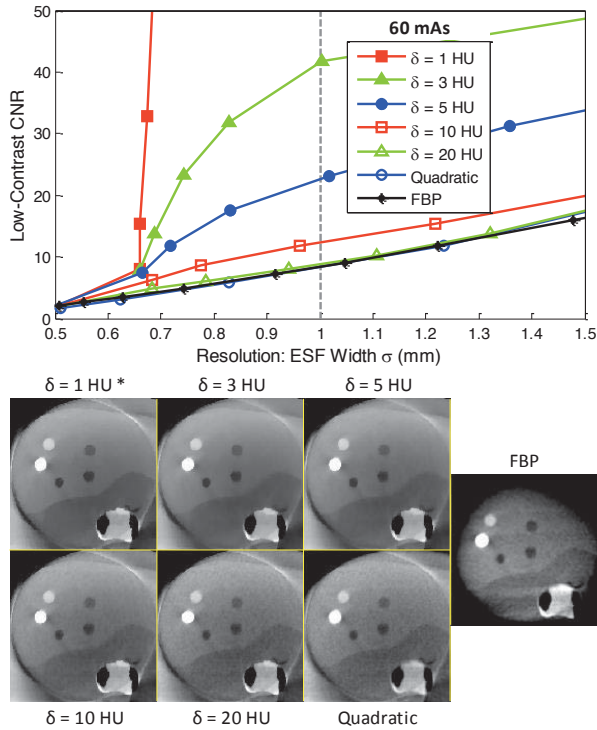 60 mAs
50
40
30
20
10
0
Low-Contrast CNR
δ = 1 HU
δ = 3 HU
δ = 5 HU
δ = 10 HU
δ = 20 HU
Quadratic
FBP
0.5 0.6 0.7 0.8 0.9 1 1.1 1.2 1.3 1.4 1.5
Resolution: ESF Width σ (mm)
δ = 1 HU * δ = 3 HU δ = 5 HU
FBP
δ = 10 HU δ = 20 HU Quadratic